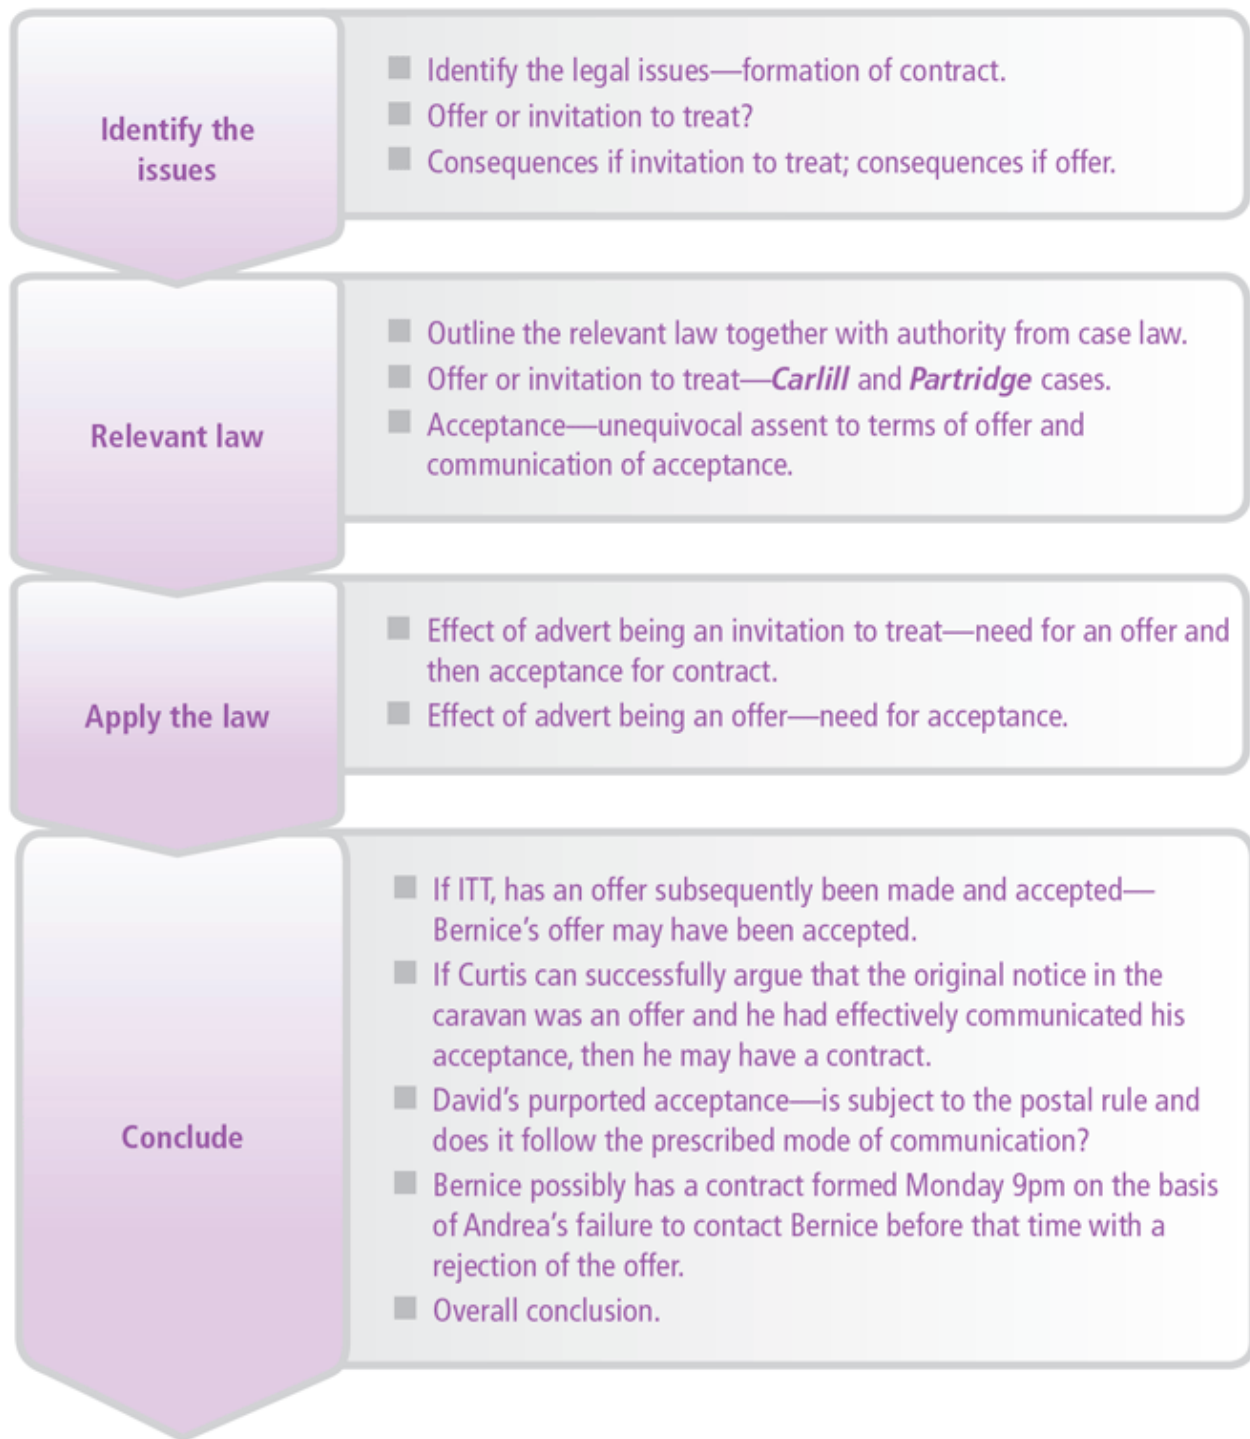 Identify the
issues
■ Identify the legal issues—formation of contract.
■ Offer or invitation to treat?
■ Consequences if invitation to treat; consequences if offer.
Relevant law
■ Outline the relevant law together with authority from case law.
■ Offer or invitation to treat—Carlill and Partridge cases.
■ Acceptance—unequivocal assent to terms of offer and
communication of acceptance.
Apply the law
■ Effect of advert being an invitation to treat—need for an offer and
then acceptance for contract.
■ Effect of advert being an offer—need for acceptance.
Conclude
■ If ITT, has an offer subsequently been made and accepted—
Bernice's offer may have been accepted.
■ If Curtis can successfully argue that the original notice in the
caravan was an offer and he had effectively communicated his
acceptance, then he may have a contract.
■ David's purported acceptance—is subject to the postal rule and
does it follow the prescribed mode of communication?
■ Bernice possibly has a contract formed Monday 9pm on the basis
of Andrea's failure to contact Bernice before that time with a
rejection of the offer.
■ Overall conclusion.